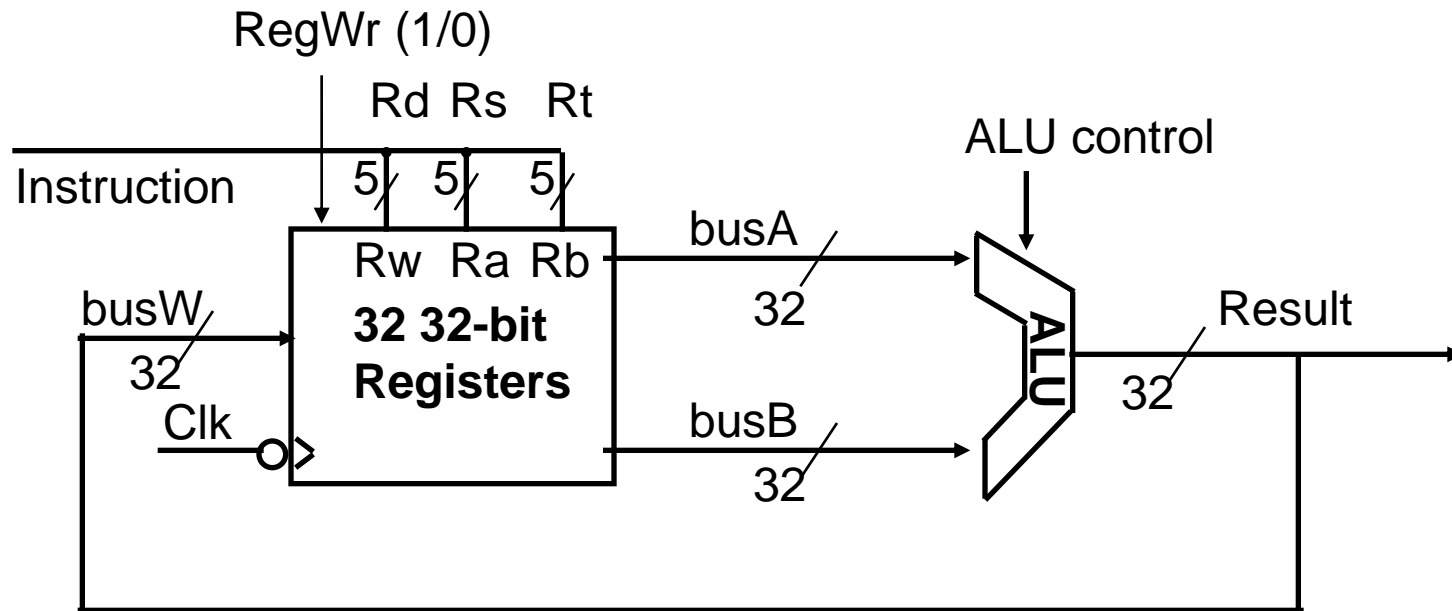 RegWr (1/0)
Rd Rs Rt
ALU control
Instruction
5 5 5
Rw Ra Rb
busA
32
busW
32
32 32-bit
Registers
ALU
Result
32
Clk
busB
32